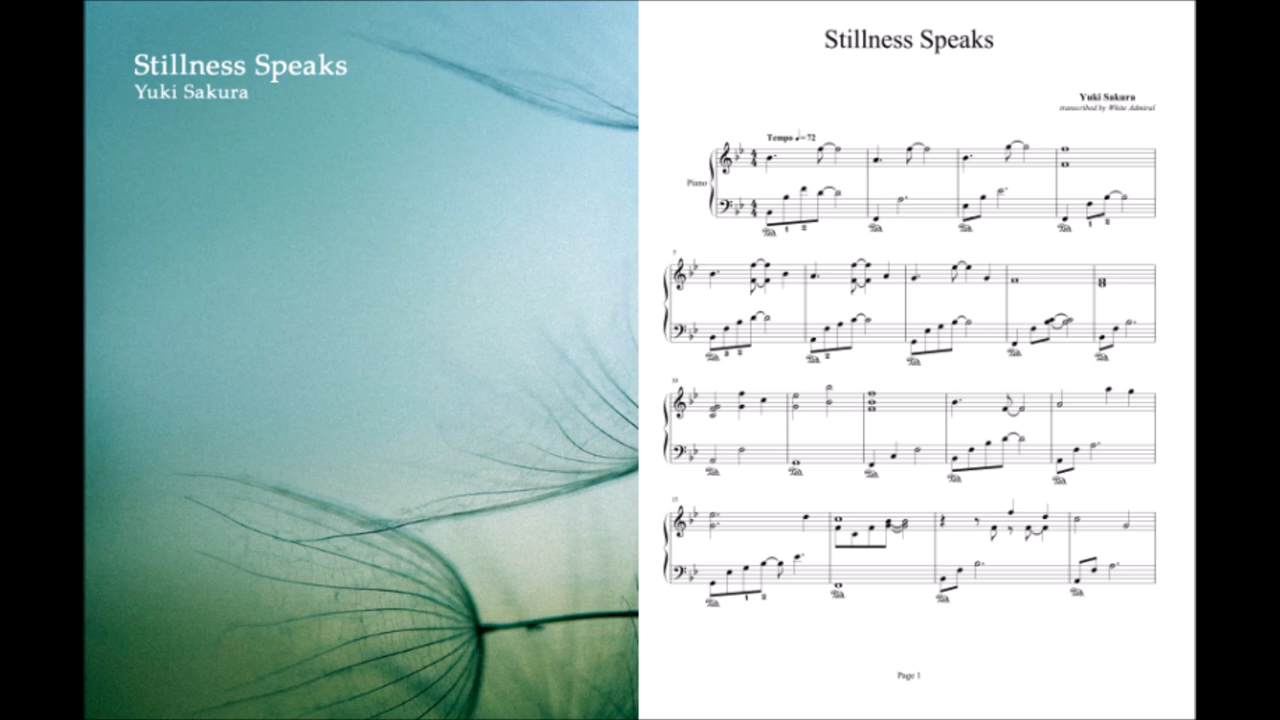 Stillness Speaks
Yuki Sakura
Stillness Speaks
Yuki Sakura
transcribed by White Admiral
Tempo ♩=72
Piano
Page 1